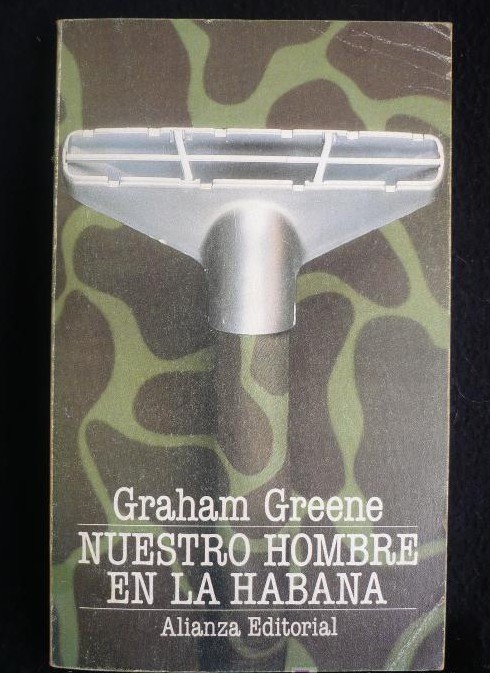 Graham Greene
NUESTRO HOMBRE
EN LA HABANA
Alianza Editorial